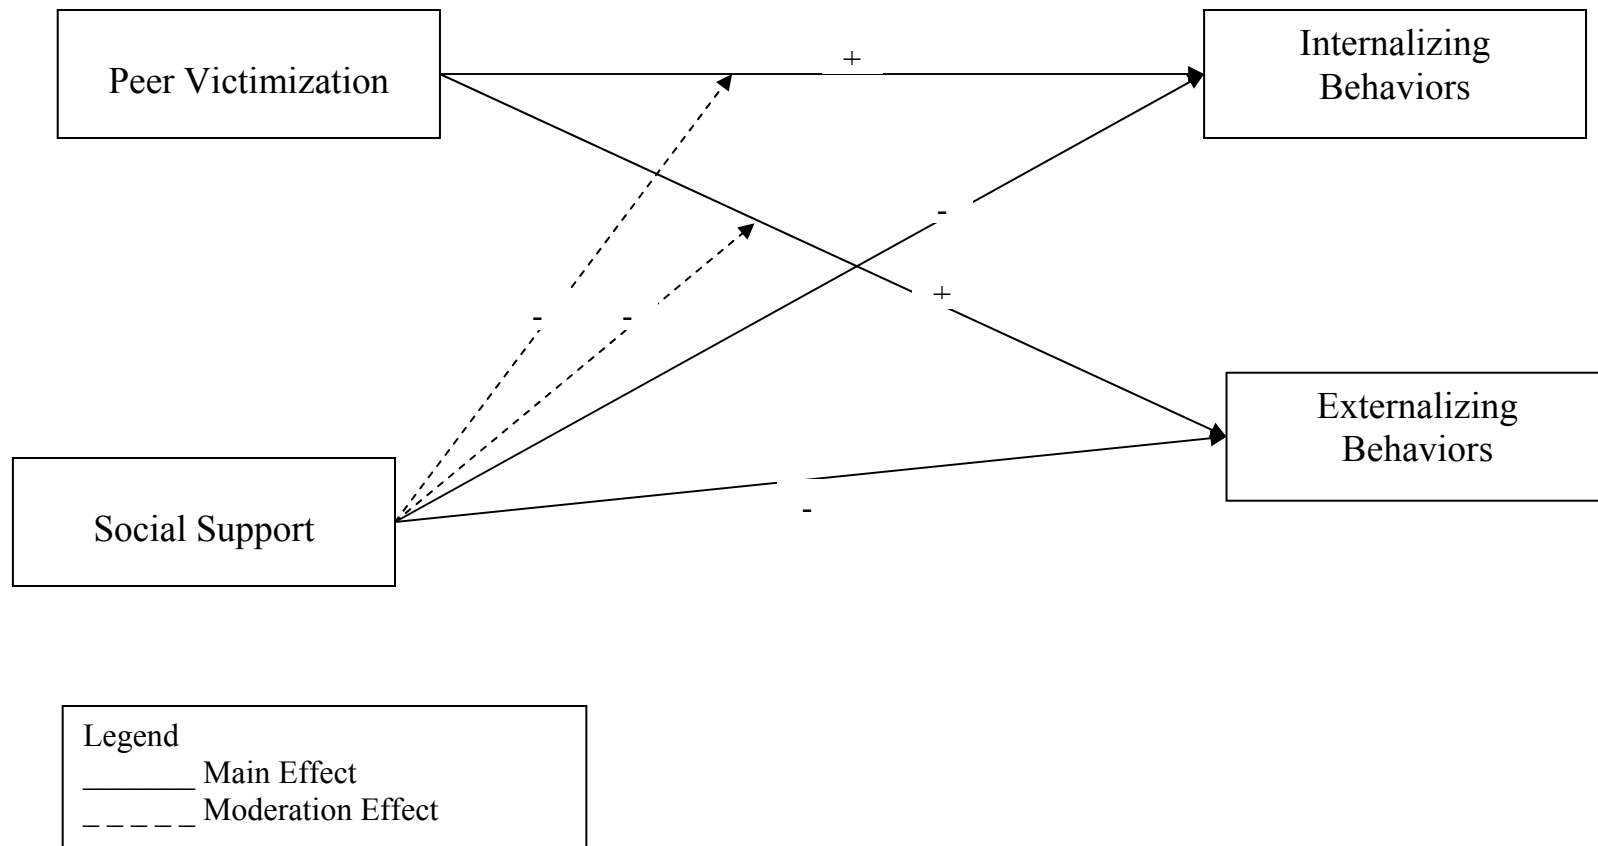 Peer Victimization
+
Internalizing
Behaviors
-
+
-
-
Externalizing
Behaviors
-
Social Support
Legend
_______ Main Effect
_ _ _ _ _ Moderation Effect